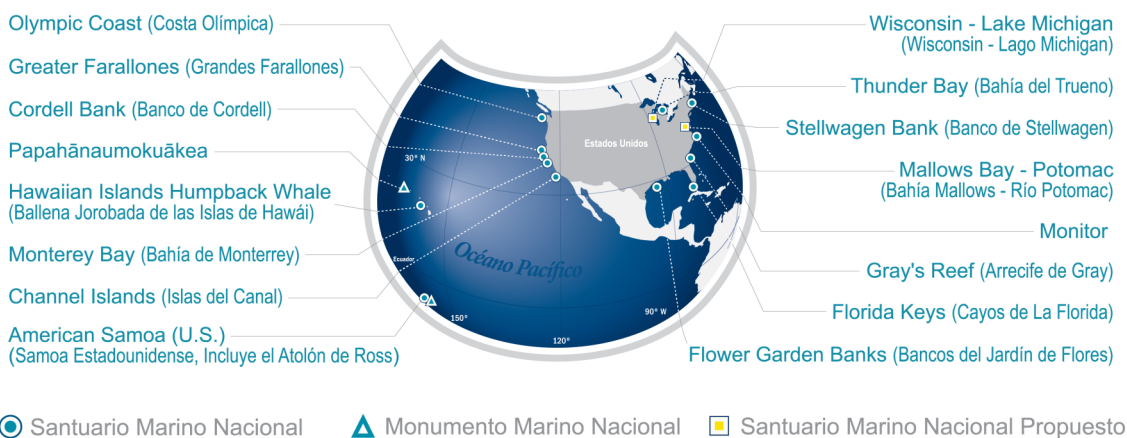 Olympic Coast (Costa Olímpica)
Greater Farallones (Grandes Farallones)
Cordell Bank (Banco de Cordell)
Papahānaumokuākea
Hawaiian Islands Humpback Whale
(Ballena Jorobada de las Islas de Hawái)
Monterey Bay (Bahía de Monterrey)
Channel Islands (Islas del Canal)
American Samoa (U.S.)
(Samoa Estadounidense, Incluye el Atolón de Ross)
Estados Unidos
30° N
Ecuador
Océano Pacífico
150°
120°
90° W
Wisconsin - Lake Michigan
(Wisconsin - Lago Michigan)
Thunder Bay (Bahía del Trueno)
Stellwagen Bank (Banco de Stellwagen)
Mallows Bay - Potomac
(Bahía Mallows - Río Potomac)
Monitor
Gray's Reef (Arrecife de Gray)
Florida Keys (Cayos de La Florida)
Flower Garden Banks (Bancos del Jardín de Flores)
Santuario Marino Nacional
Monumento Marino Nacional
Santuario Marino Nacional Propuesto